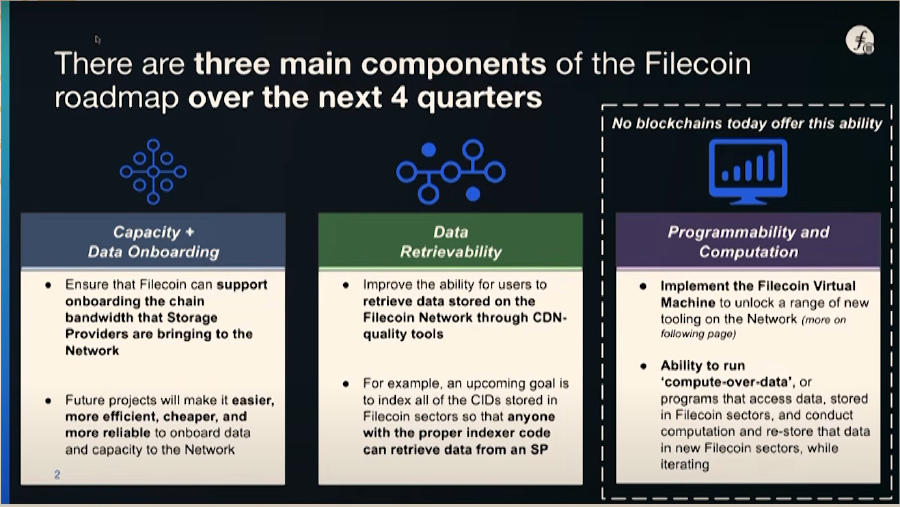 There are three main components of the Filecoin
roadmap over the next 4 quarters
No blockchains today offer this ability
Capacity +
Data Onboarding
Ensure that Filecoin can support
onboarding the chain
bandwidth that Storage
Providers are bringing to the
Network
Future projects will make it easier,
more efficient, cheaper, and
more reliable to onboard data
and capacity to the Network
Data
Retrievability
Improve the ability for users to
retrieve data stored on the
Filecoin Network through CDN-
quality tools
For example, an upcoming goal is
to index all of the CIDs stored in
Filecoin sectors so that anyone
with the proper indexer code
can retrieve data from an SP
Programmability and
Computation
Implement the Filecoin Virtual
Machine to unlock a range of new
tooling on the Network (more on
following page)
Ability to run
‘compute-over-data’, or
programs that access data, stored
in Filecoin sectors, and conduct
computation and re-store that data
in new Filecoin sectors, while
iterating
2